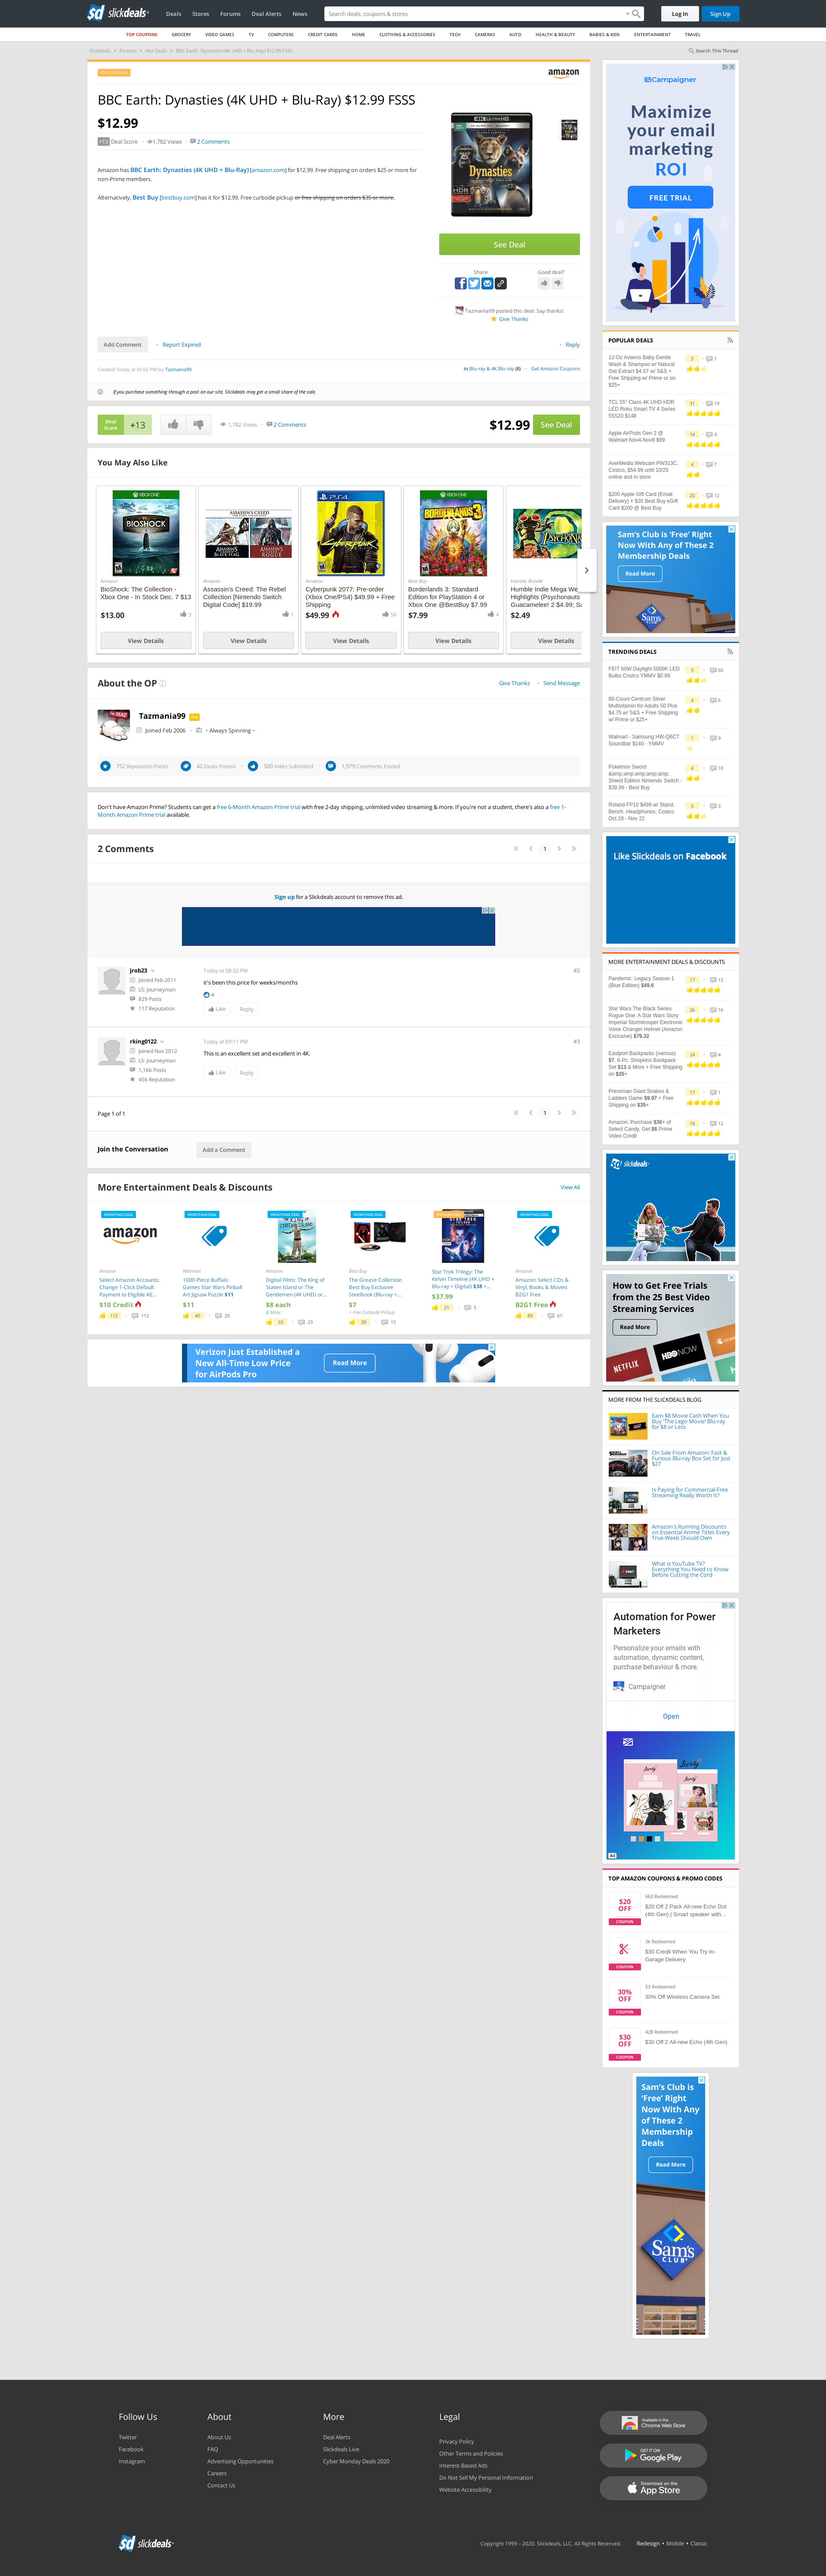 slickdeals
Deals
Stores
Forums
Deal Alerts
News
Search deals, coupons & stores
Log In
Sign Up
TOP COUPONS
GROCERY
VIDEO GAMES
TV
COMPUTERS
CREDIT CARDS
HOME
CLOTHING & ACCESSORIES
TECH
CAMERAS
AUTO
HEALTH & BEAUTY
BABIES & KIDS
ENTERTAINMENT
TRAVEL
Slickdeals
Forums
Hot Deals
BBC Earth: Dynasties (4K UHD + Blu-Ray) $12.99 FSSS
Search This Thread
POPULAR DEAL
amazon
BBC Earth: Dynasties (4K UHD + Blu-Ray) $12.99 FSSS
$12.99
+13 Deal Score
1,782 Views
2 Comments
Amazon has BBC Earth: Dynasties (4K UHD + Blu-Ray) [amazon.com] for $12.99. Free shipping on orders $25 or more for
non-Prime members.
Alternatively, Best Buy [bestbuy.com] has it for $12.99. Free curbside pickup or free shipping on orders $35 or more.
Dynasties
See Deal
Share
Good deal?
Tazmania99 posted this deal. Say thanks!
Give Thanks
Add Comment
Report Expired
Reply
Created Today at 01:02 PM by Tazmania99
in Blu-ray & 4K Blu-ray (8)
Get Amazon Coupons
If you purchase something through a post on our site, Slickdeals may get a small share of the sale.
Deal
Score
+13
1,782 Views
2 Comments
$12.99
See Deal
You May Also Like
Amazon
BioShock: The Collection -
Xbox One - In Stock Dec. 7 $13
$13.00
3
View Details
Amazon
Assassin's Creed: The Rebel
Collection [Nintendo Switch
Digital Code] $19.99
1
View Details
Amazon
Cyberpunk 2077: Pre-order
(Xbox One/PS4) $49.99 + Free
Shipping
$49.99
56
View Details
Best Buy
Borderlands 3: Standard
Edition for PlayStation 4 or
Xbox One @BestBuy $7.99
$7.99
4
View Details
Humble Bundle
Humble Indie Mega We
Highlights (Psychonauts
Guacamelee! 2 $4.99; Sa
$2.49
View Details
About the OP
Give Thanks
Send Message
Tazmania99
Pro
Joined Feb 2006
~ Always Spinning ~
752 Reputation Points
42 Deals Posted
500 Votes Submitted
1,979 Comments Posted
Don't have Amazon Prime? Students can get a free 6-Month Amazon Prime trial with free 2-day shipping, unlimited video streaming & more. If you're not a student, there's also a free 1-
Month Amazon Prime trial available.
2 Comments
1
Sign up for a Slickdeals account to remove this ad.
jrob23
Joined Feb 2011
L5: Journeyman
829 Posts
117 Reputation
Today at 08:32 PM
#2
it's been this price for weeks/months
4
Like
Reply
rking0122
Joined Nov 2012
L5: Journeyman
1,166 Posts
456 Reputation
Today at 09:11 PM
#3
This is an excellent set and excellent in 4K.
Like
Reply
Page 1 of 1
1
Join the Conversation
Add a Comment
More Entertainment Deals & Discounts
View All
FRONTPAGE DEAL
amazon
Amazon
Select Amazon Accounts:
Change 1-Click Default
Payment to Eligible AE...
$10 Credit
112
112
FRONTPAGE DEAL
Walmart
1000-Piece Buffalo
Games Star Wars Pinball
Art Jigsaw Puzzle $11
$11
40
20
FRONTPAGE DEAL
Amazon
Digital Films: The King of
Staten Island or The
Gentlemen (4K UHD) or...
$8 each
& More
33
23
FRONTPAGE DEAL
Best Buy
The Grease Collection
Best Buy Exclusive
Steelbook (Blu-ray +...
$7
+ Free Curbside Pickup
36
15
Star Trek Trilogy: The
Kelvin Timeline (4K UHD +
Blu-ray + Digital) $38 +...
$37.99
21
5
FRONTPAGE DEAL
Amazon
Amazon: Select CDs &
Vinyl, Books & Movies
B2G1 Free
B2G1 Free
85
61
Verizon Just Established a
New All-Time Low Price
for AirPods Pro
Read More
Campaigner
Maximize
your email
marketing
ROI
FREE TRIAL
POPULAR DEALS
12-Oz Aveeno Baby Gentle
Wash & Shampoo w/ Natural
Oat Extract $4.57 w/ S&S +
Free Shipping w/ Prime or on
$25+
5
1
TCL 55" Class 4K UHD HDR
LED Roku Smart TV 4 Series
55S20 $148
31
19
Apple AirPods Gen 2 @
Walmart Nov4-Nov8 $99
14
4
AverMedia Webcam PW313C,
Costco, $54.99 until 10/25
online and in store
4
7
$200 Apple Gift Card (Email
Delivery) + $20 Best Buy eGift
Card $200 @ Best Buy
20
12
Sam's Club is 'Free' Right
Now With Any of These 2
Membership Deals
Read More
Sam's
CLUB
TRENDING DEALS
FEIT 60W Daylight 5000K LED
Bulbs Costco YMMV $0.99
5
60
80-Count Centrum Silver
Multivitamin for Adults 50 Plus
$4.75 w/ S&S + Free Shipping
w/ Prime or $25+
4
6
Walmart - Samsung HW-Q6CT
Soundbar $140 - YMMV
1
9
Pokémon Sword
&amp;amp;amp;amp;amp;
Shield Edition Nintendo Switch -
$39.99 - Best Buy
4
10
Roland FP10 $499 w/ Stand,
Bench, Headphones, Costco
Oct 28 - Nov 22
5
3
Like Slickdeals on Facebook
MORE ENTERTAINMENT DEALS & DISCOUNTS
Pandemic: Legacy Season 1
(Blue Edition) $49.6
17
12
Star Wars The Black Series
Rogue One: A Star Wars Story
Imperial Stormtrooper Electronic
Voice Changer Helmet (Amazon
Exclusive) $79.32
26
16
Eastport Backpacks (various)
$7, 6-Pc. Shopkins Backpack
Set $13 & More + Free Shipping
on $35+
24
4
Pressman Giant Snakes &
Ladders Game $9.97 + Free
Shipping on $35+
17
1
Amazon: Purchase $30+ of
Select Candy, Get $6 Prime
Video Credit
18
12
slickdeals
How to Get Free Trials
from the 25 Best Video
Streaming Services
Read More
NETFLIX
HBO NOW
MORE FROM THE SLICKDEALS BLOG
Earn $8 Movie Cash When You
Buy 'The Lego Movie' Blu-ray
for $8 or Less
On Sale From Amazon: Fast &
Furious Blu-ray Box Set for Just
$27
Is Paying for Commercial-Free
Streaming Really Worth It?
Amazon's Running Discounts
on Essential Anime Titles Every
True Weeb Should Own
What is YouTube TV?
Everything You Need to Know
Before Cutting the Cord
Automation for Power
Marketers
Personalize your emails with
automation, dynamic content,
purchase behaviour & more.
Campaigner
Open
Ad
TOP AMAZON COUPONS & PROMO CODES
$20
OFF
COUPON
663 Redeemed
$20 Off 2 Pack All-new Echo Dot
(4th Gen) | Smart speaker with...
COUPON
3k Redeemed
$30 Credit When You Try In-
Garage Delivery
30%
OFF
COUPON
53 Redeemed
30% Off Wireless Camera Set
$30
OFF
COUPON
428 Redeemed
$30 Off 2 All-new Echo (4th Gen)
Sam's Club is
'Free' Right
Now With Any
of These 2
Membership
Deals
Read More
Sam's
CLUB
Follow Us
Twitter
Facebook
Instagram
About
About Us
FAQ
Advertising Opportunities
Careers
Contact Us
More
Deal Alerts
Slickdeals Live
Cyber Monday Deals 2020
Legal
Privacy Policy
Other Terms and Policies
Interest-Based Ads
Do Not Sell My Personal Information
Website Accessibility
Available in the
Chrome Web Store
GET IT ON
Google Play
Download on the
App Store
slickdeals
Copyright 1999 - 2020. Slickdeals, LLC. All Rights Reserved.
Redesign • Mobile • Classic